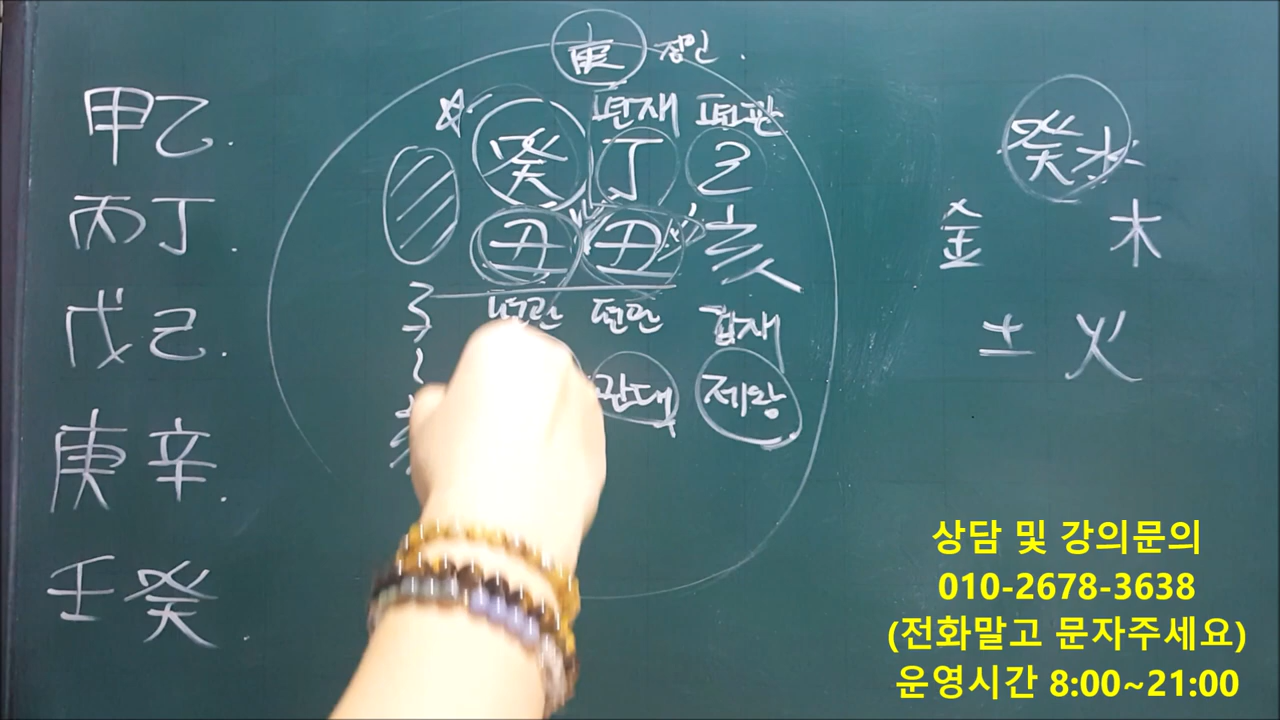 甲乙.
丙丁.
戊己.
庚辛.
壬癸.
庚 정인.
편재 편관
癸 丁 己
丑 丑 亥
편관 편관 겁재
관대 제왕
癸水
金 木
土 火
상담 및 강의문의
010-2678-3638
(전화말고 문자주세요)
운영시간 8:00~21:00